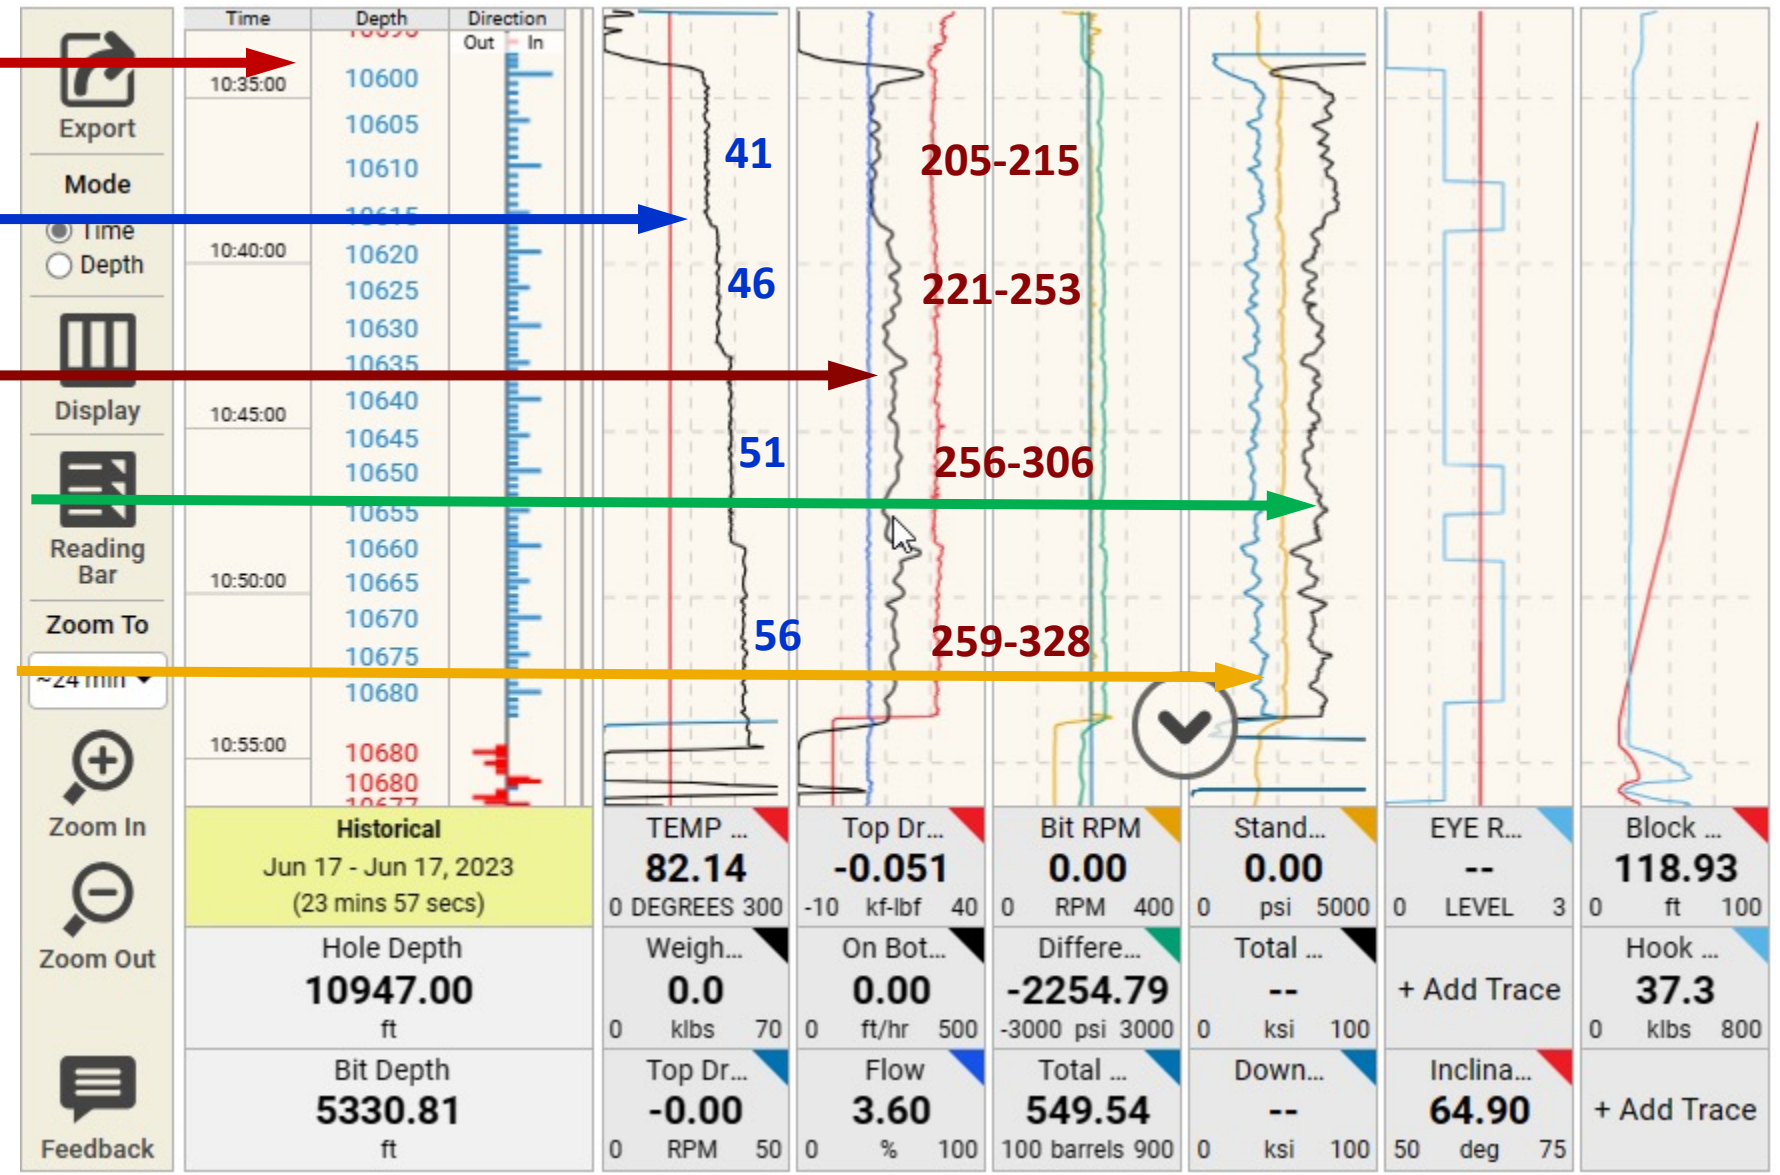 Time Depth Direction
Out In
Export
Mode
Time
Depth
Display
Reading
Bar
Zoom To
~24 min
Zoom In
Zoom Out
Feedback
10:35:00
10:40:00
10:45:00
10:50:00
10:55:00
10600
10605
10610
10615
10620
10625
10630
10635
10640
10645
10650
10655
10660
10665
10670
10675
10680
10680
10680
10677
41
46
51
56
205-215
221-253
256-306
259-328
Historical
Jun 17 - Jun 17, 2023
(23 mins 57 secs)
Hole Depth
10947.00
ft
Bit Depth
5330.81
ft
TEMP ...
82.14
0 DEGREES 300
Weigh...
0.0
0 klbs 70
Top Dr...
-0.00
0 RPM 50
Top Dr...
-0.051
-10 kf-lbf 40
On Bot...
0.00
0 ft/hr 500
Flow
3.60
0 % 100
Bit RPM
0.00
0 RPM 400
Differe...
-2254.79
-3000 psi 3000
Total ...
549.54
100 barrels 900
Stand...
0.00
0 psi 5000
Total ...
--
0 ksi 100
Down...
--
0 ksi 100
EYE R...
--
0 LEVEL 3
+ Add Trace
Inclina...
64.90
50 deg 75
Block ...
118.93
0 ft 100
Hook ...
37.3
0 klbs 800
+ Add Trace